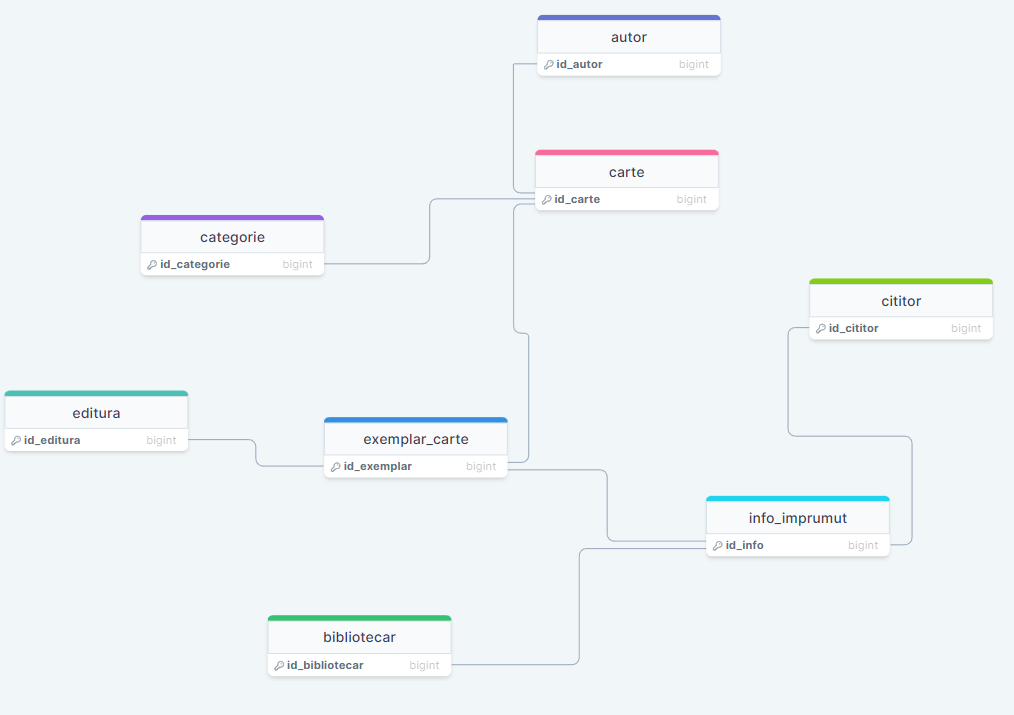 autor
id_autor bigint
carte
id_carte bigint
categorie
id_categorie bigint
cititor
id_cititor bigint
editura
id_editura bigint
exemplar_carte
id_exemplar bigint
info_imprumut
id_info bigint
bibliotecar
id_bibliotecar bigint